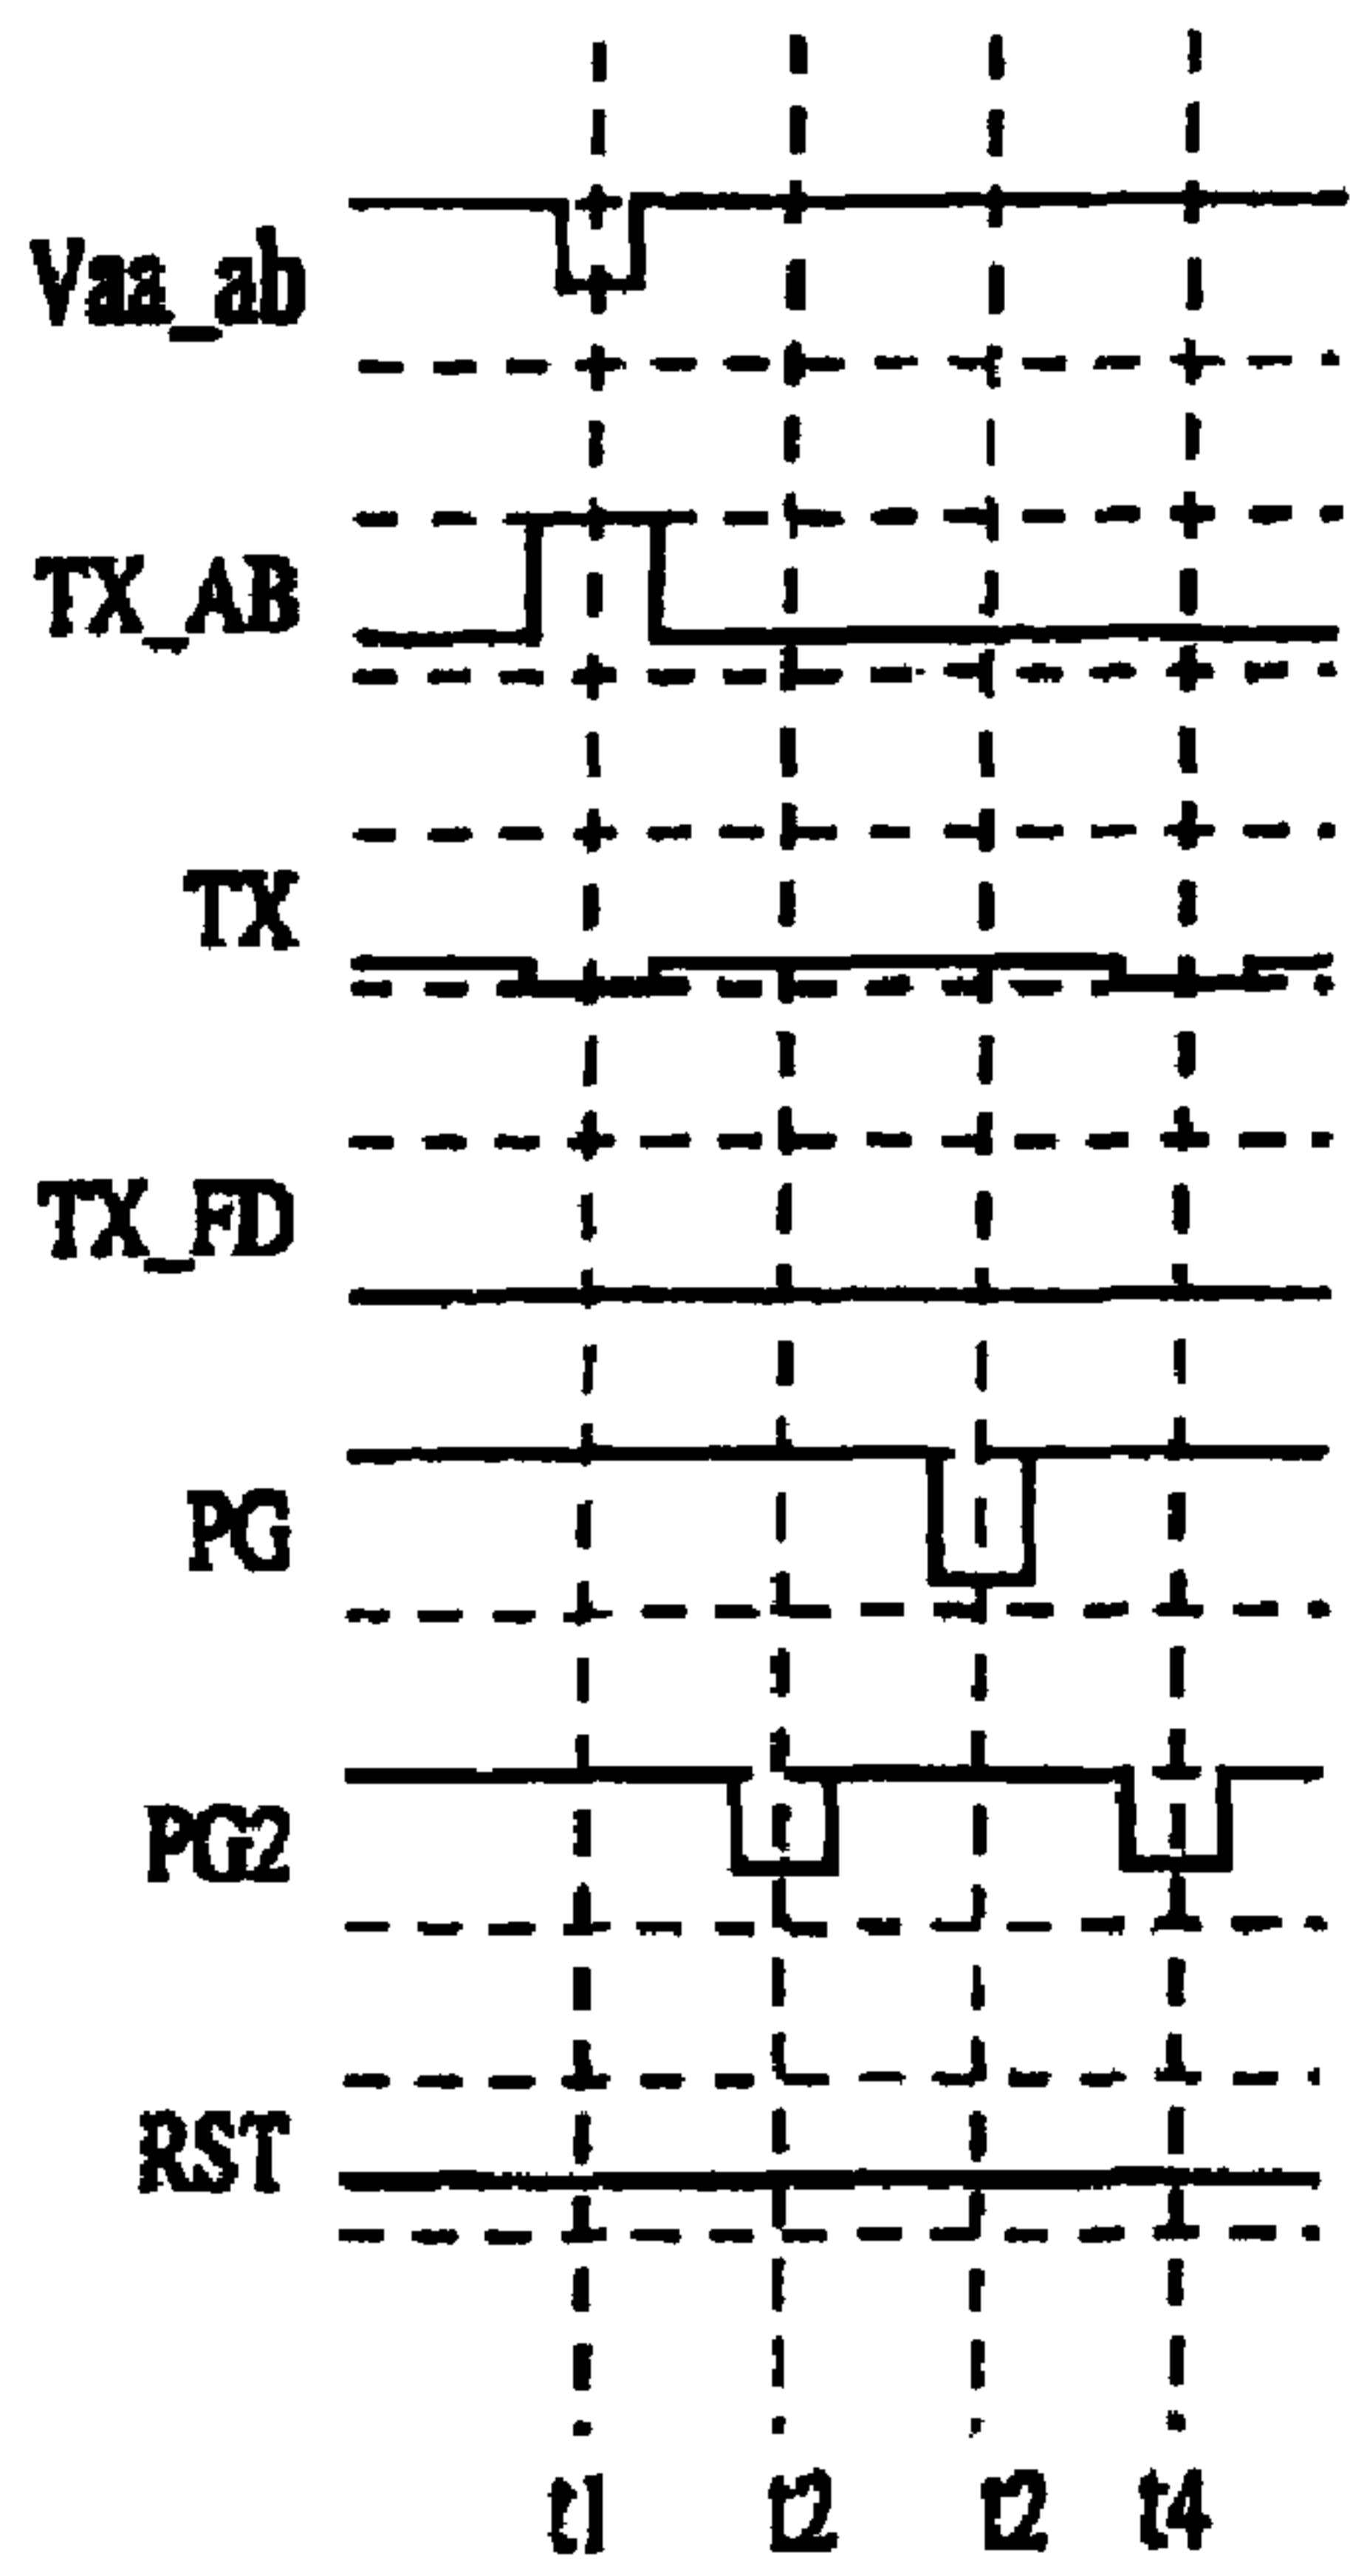 Vaa_ab
TX_AB
TX
TX_FD
PG
PG2
RST
t1 t2 t2 t4